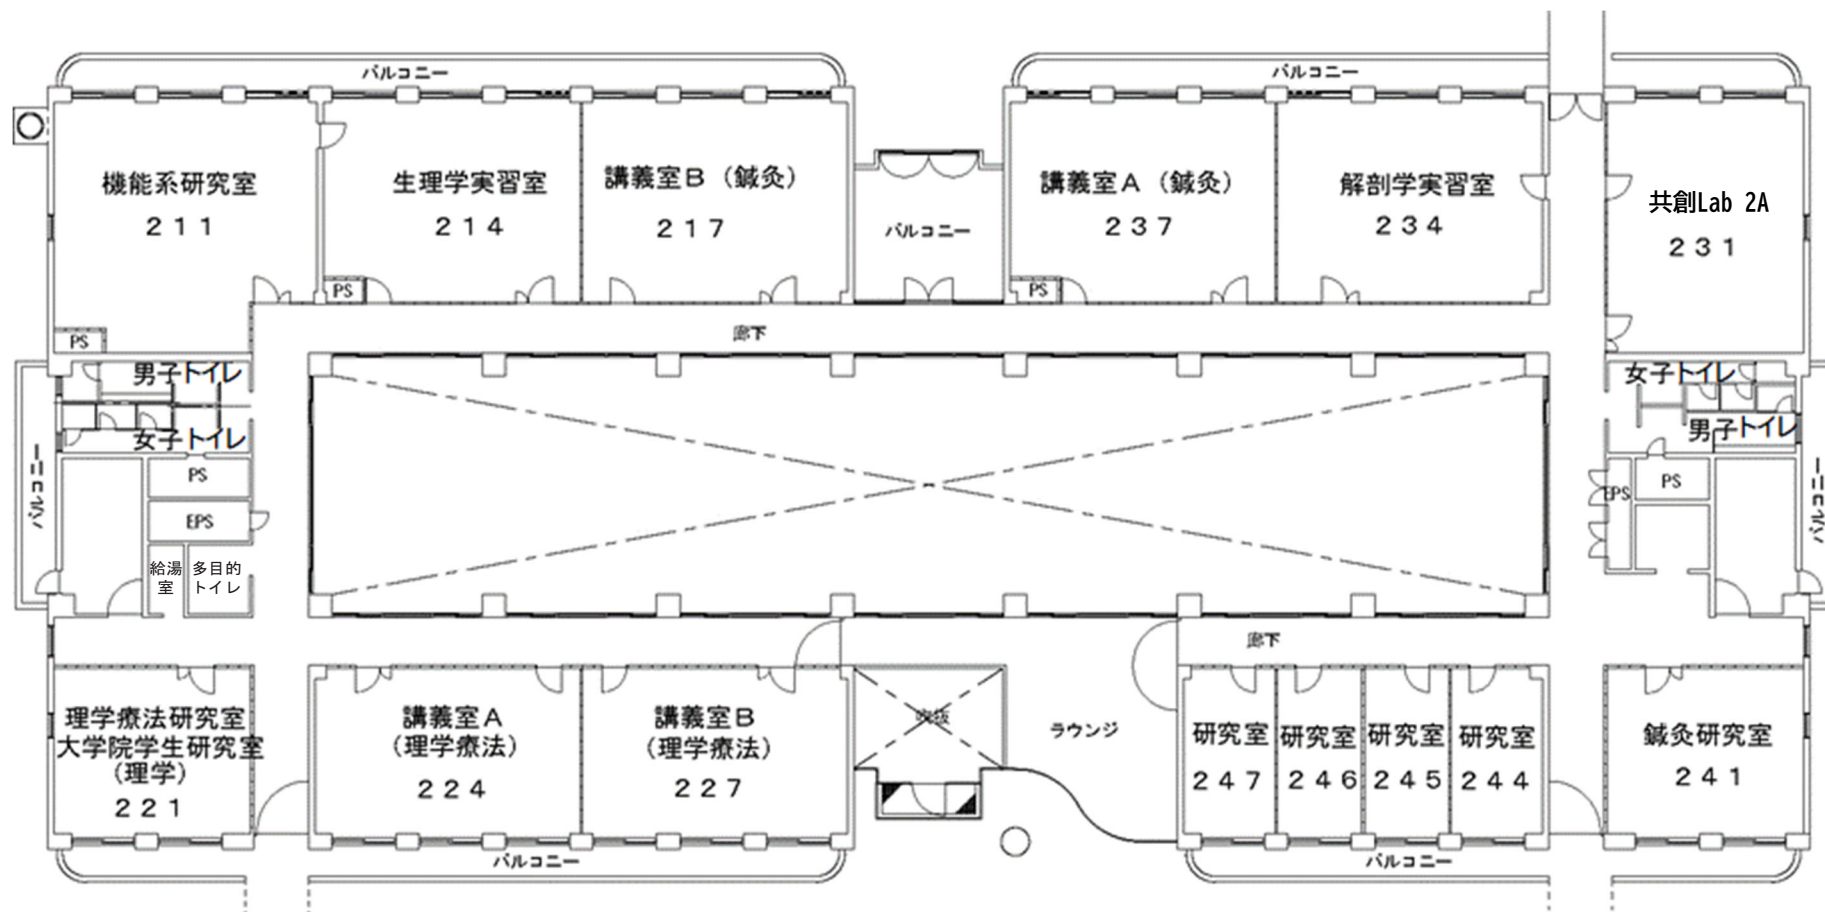 バルコニー
バルコニー
機能系研究室
211
生理学実習室
214
講義室B（鍼灸）
217
バルコニー
講義室A（鍼灸）
237
解剖学実習室
234
共創Lab 2A
231
PS
PS
PS
廊下
男子トイレ
女子トイレ
女子トイレ
男子トイレ
バルコニー
PS
EPS
給湯
室
多目的
トイレ
EPS
PS
バルコニー
廊下
理学療法研究室
大学院学生研究室
(理学)
221
講義室A
(理学療法)
224
講義室B
(理学療法)
227
吹抜
ラウンジ
研究室
247
研究室
246
研究室
245
研究室
244
鍼灸研究室
241
バルコニー
バルコニー